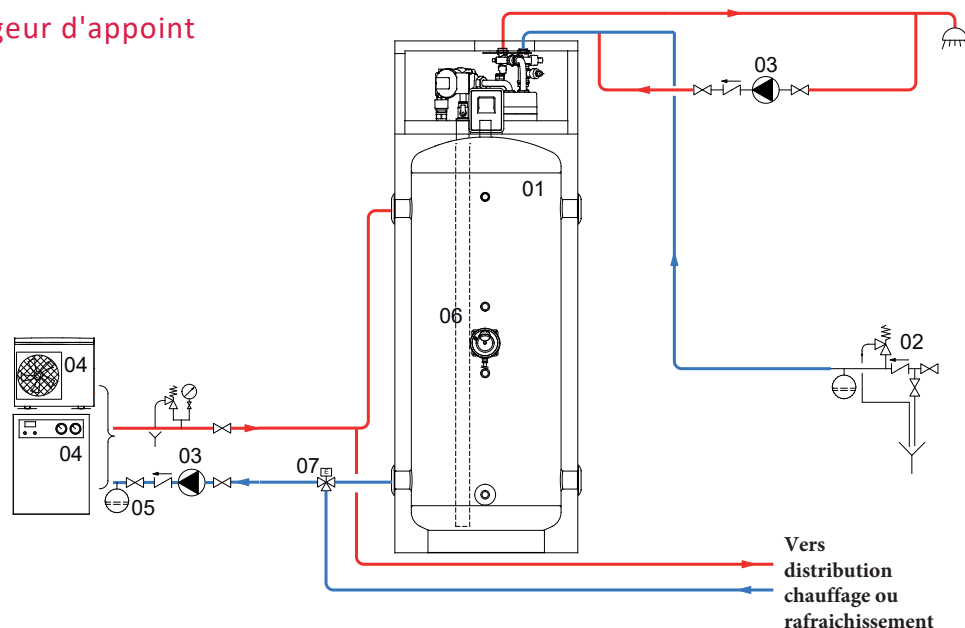 geur d'appoint
03
01
06
02
04
04
03
07
05
Vers
distribution
chauffage ou
rafraichissement